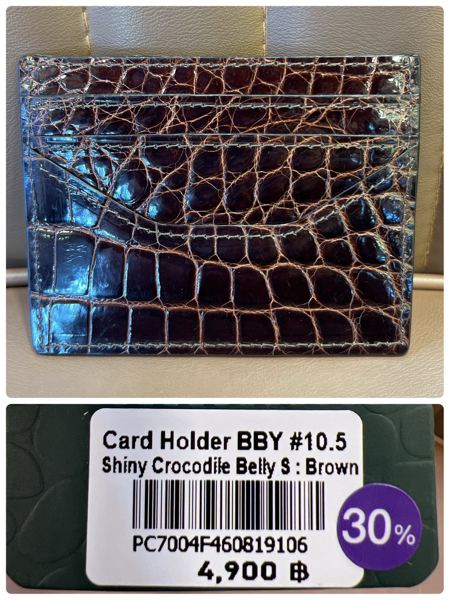 Card Holder BBY #10.5
Shiny Crocodile Belly S : Brown
PC7004F460819106
4,900 ฿
30%